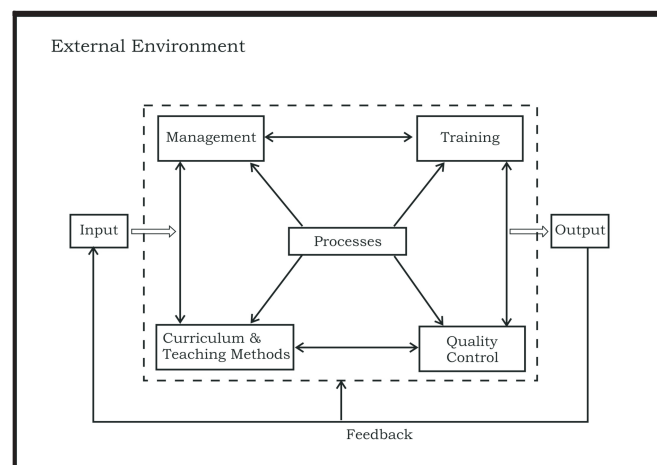 External Environment
Management
Training
Input
Processes
Output
Curriculum &
Teaching Methods
Quality
Control
Feedback